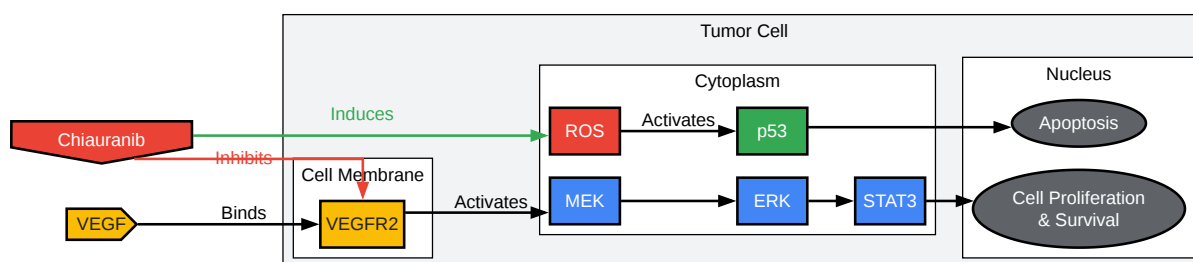 Tumor Cell
Cytoplasm
Nucleus
Induces
Chiauranib
ROS
Activates
p53
Apoptosis
Inhibits
Cell Membrane
VEGF
Binds
VEGFR2
Activates
MEK
ERK
STAT3
Cell Proliferation
& Survival